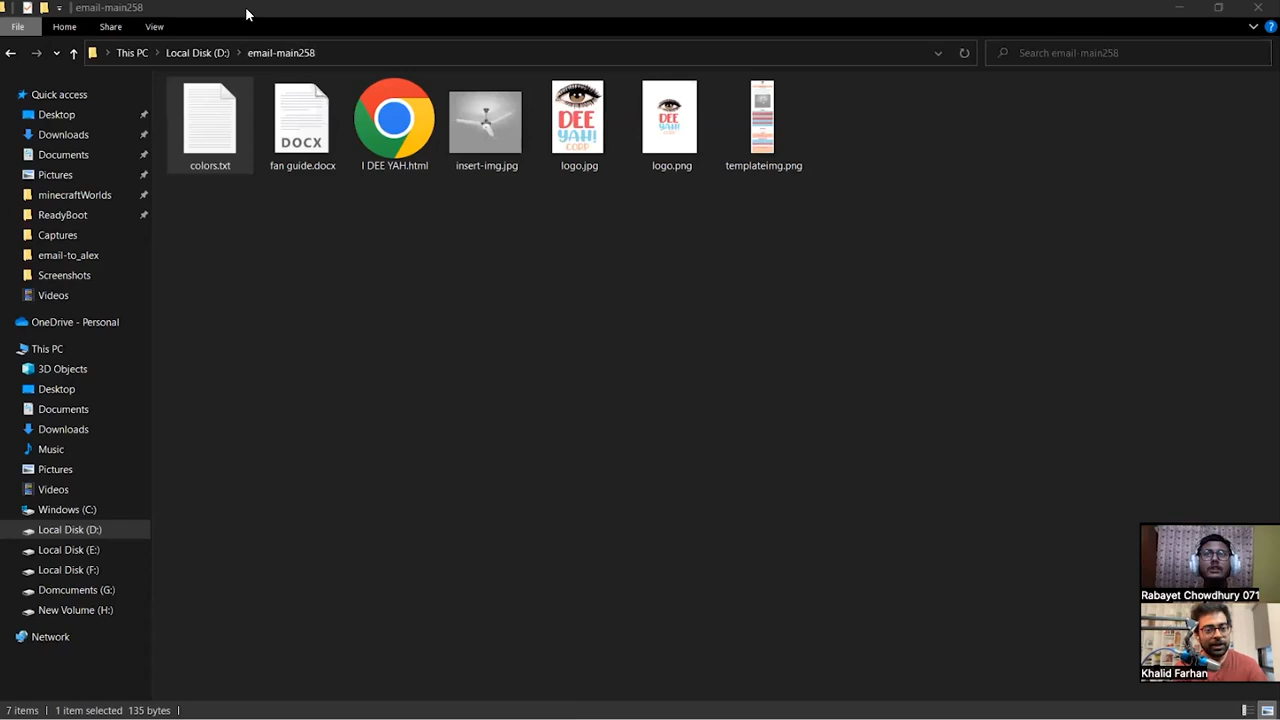 email-main258
File Home Share View
This PC Local Disk (D:) email-main258
Search email-main258
Quick access
Desktop
Downloads
Documents
Pictures
minecraftWorlds
ReadyBoot
Captures
email-to_alex
Screenshots
Videos
OneDrive - Personal
This PC
3D Objects
Desktop
Documents
Downloads
Music
Pictures
Videos
Windows (C:)
Local Disk (D:)
Local Disk (E:)
Local Disk (F:)
Domcuments (G:)
New Volume (H:)
Network
DOCX
DEE
YAH!
CORP
DEE
YAH!
colors.txt
fan guide.docx
I DEE YAH.html
insert-img.jpg
logo.jpg
logo.png
templateimg.png
Rabayet Chowdhury 071
Khalid Farhan
7 items 1 item selected 135 bytes